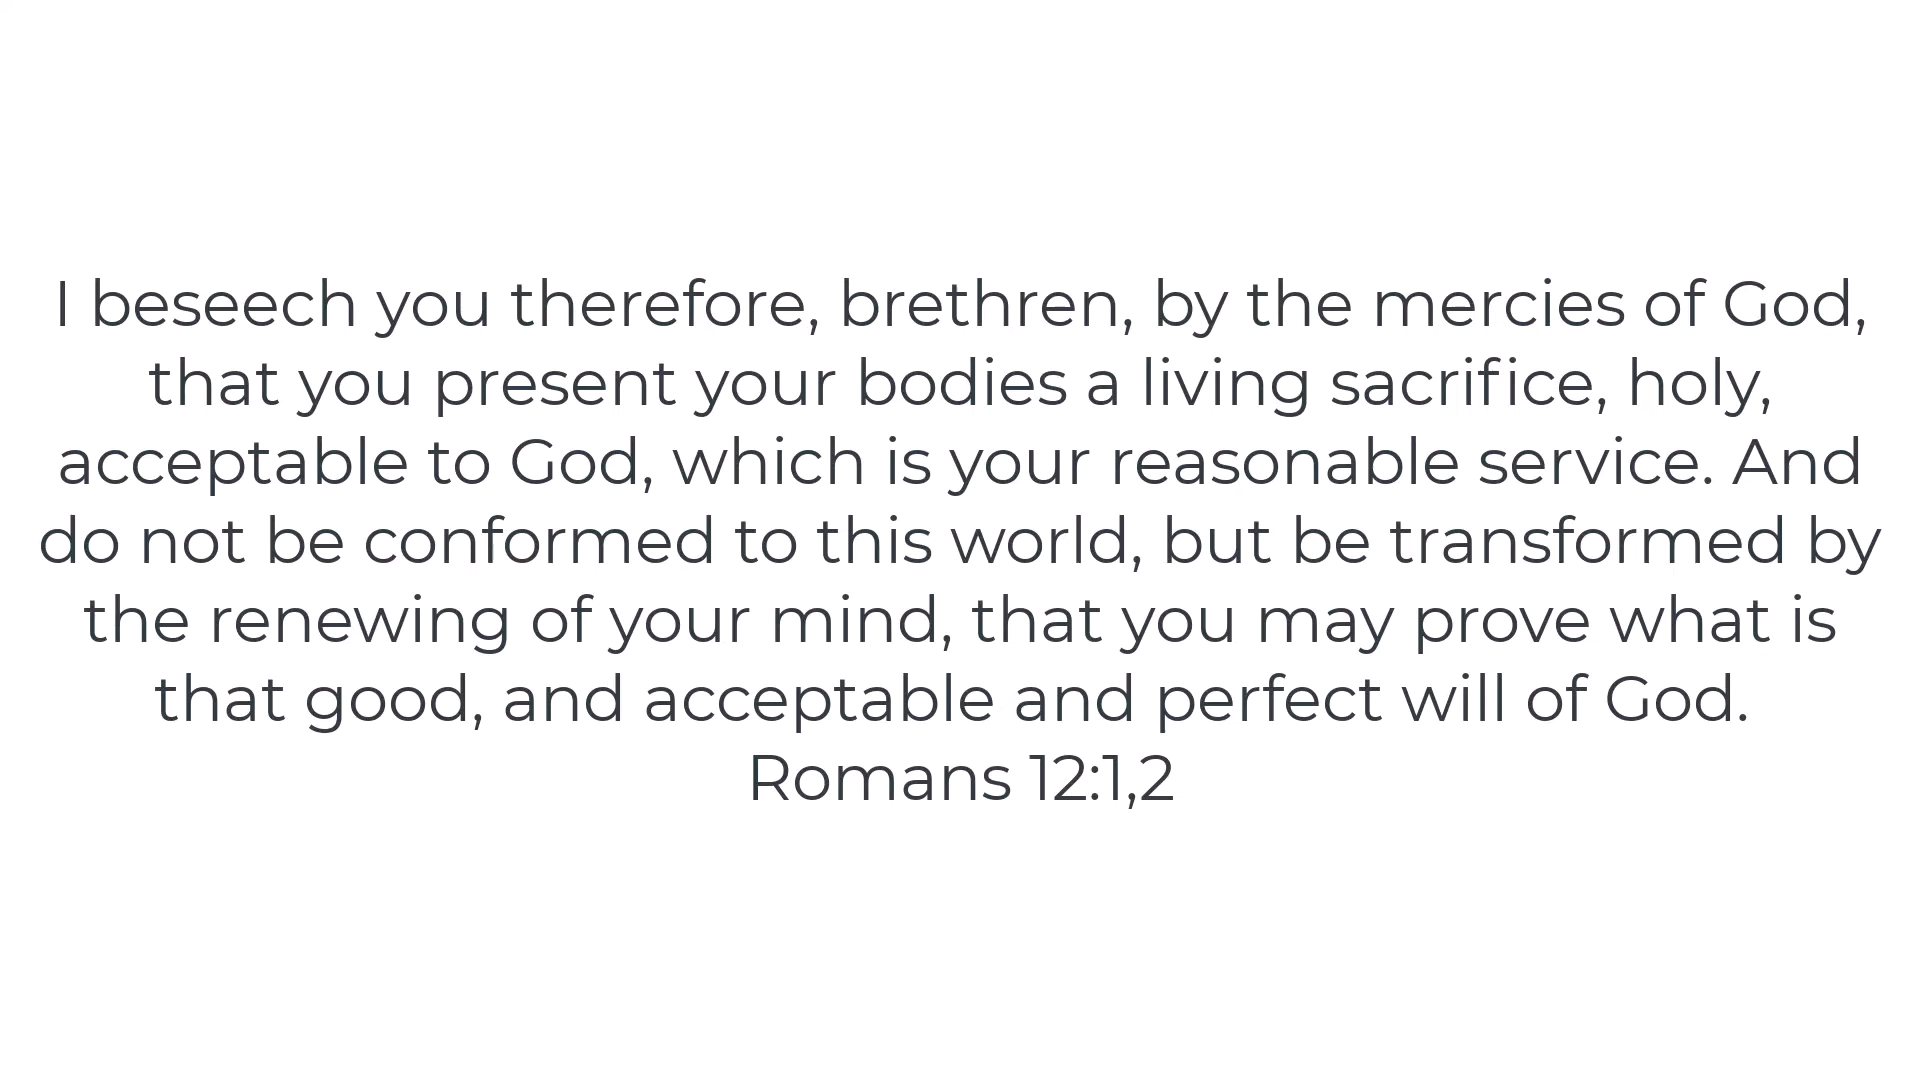 I beseech you therefore, brethren, by the mercies of God,
that you present your bodies a living sacrifice, holy,
acceptable to God, which is your reasonable service. And
do not be conformed to this world, but be transformed by
the renewing of your mind, that you may prove what is
that good, and acceptable and perfect will of God.
Romans 12:1,2